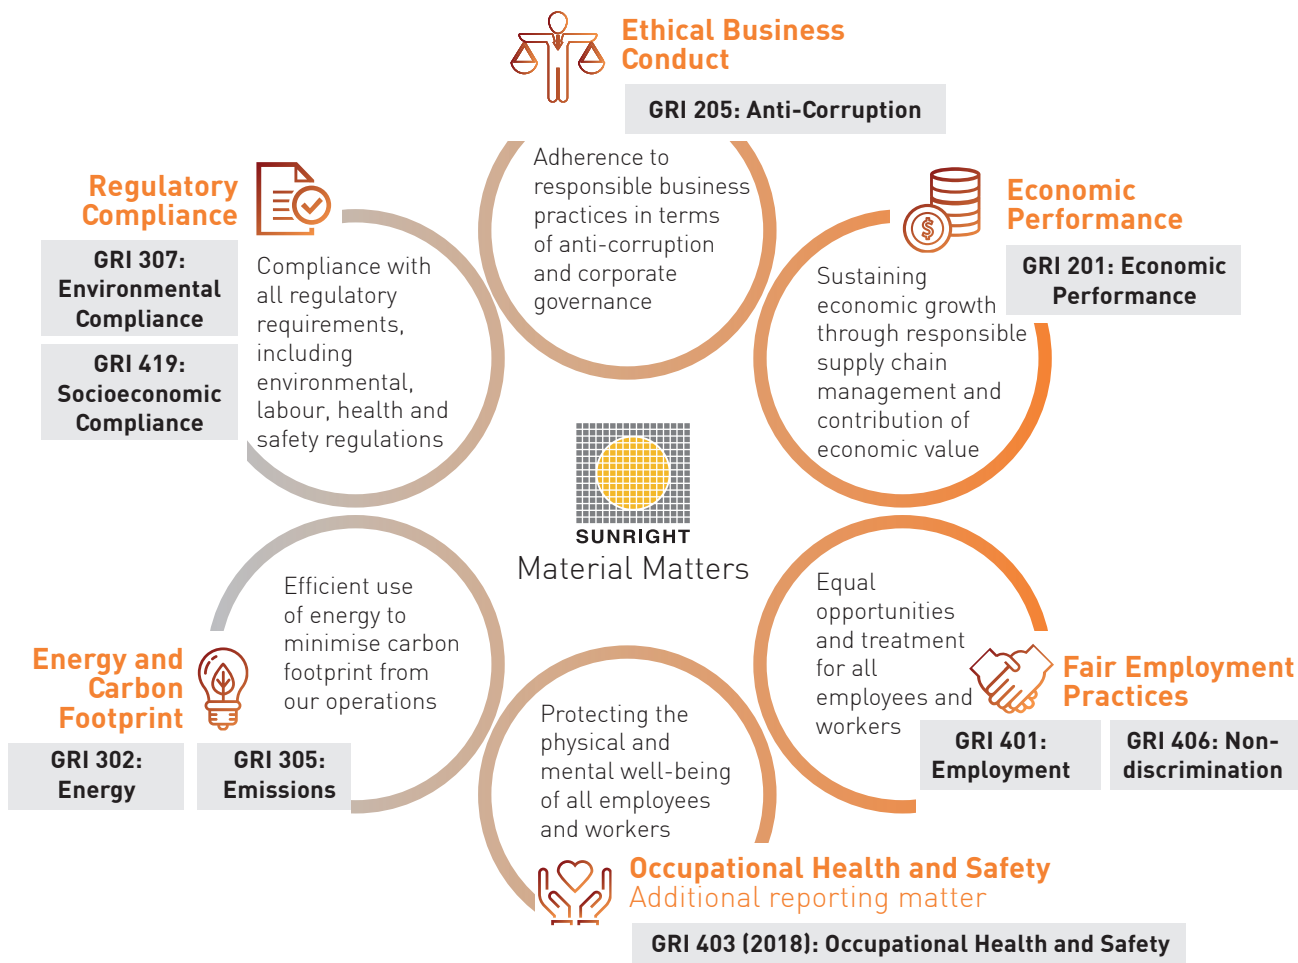 Ethical Business
Conduct
GRI 205: Anti-Corruption
Adherence to
responsible business
practices in terms
of anti-corruption
and corporate
governance
Regulatory
Compliance
GRI 307:
Environmental
Compliance
GRI 419:
Socioeconomic
Compliance
Compliance with
all regulatory
requirements,
including
environmental,
labour, health and
safety regulations
Economic
Performance
GRI 201: Economic
Performance
$
Sustaining
economic growth
through responsible
supply chain
management and
contribution of
economic value
SUNRIGHT
Material Matters
Efficient use
of energy to
minimise carbon
footprint from
our operations
Energy and
Carbon
Footprint
GRI 302:
Energy
GRI 305:
Emissions
Equal
opportunities
and treatment
for all
employees and
workers
Fair Employment
Practices
GRI 401:
Employment
GRI 406: Non-
discrimination
Protecting the
physical and
mental well-being
of all employees
and workers
Occupational Health and Safety
Additional reporting matter
GRI 403 (2018): Occupational Health and Safety